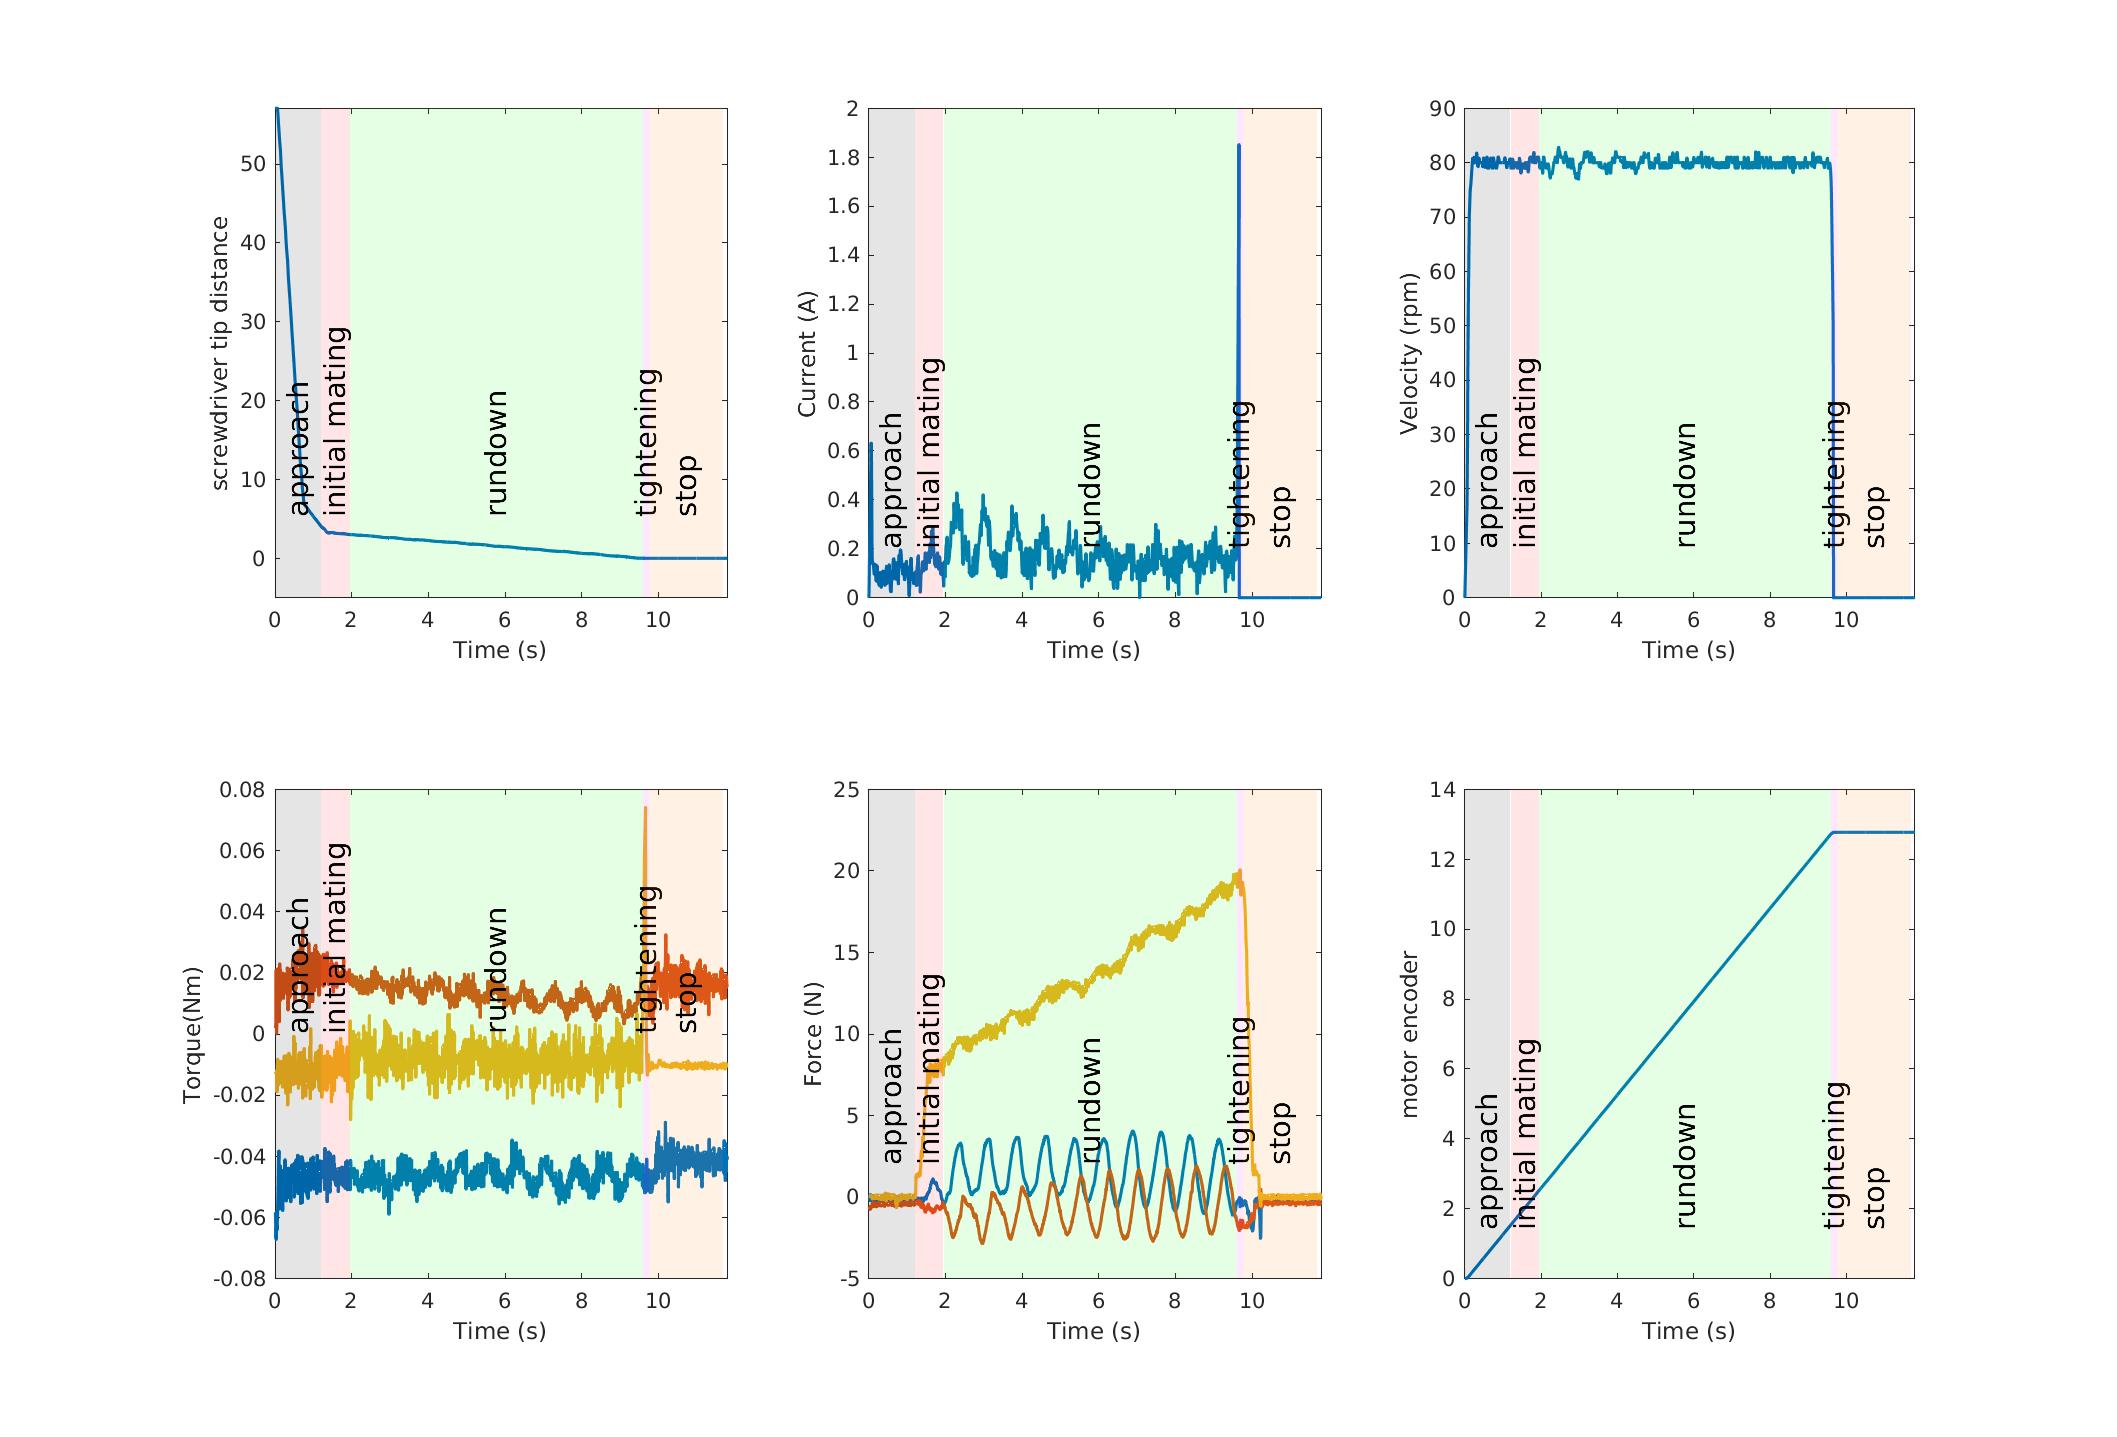 screwdriver tip distance
50
40
30
20
10
0
approach
initial mating
rundown
tightening
stop
0 2 4 6 8 10
Time (s)
Current (A)
2
1.8
1.6
1.4
1.2
1
0.8
0.6
0.4
0.2
0
approach
initial mating
rundown
tightening
stop
0 2 4 6 8 10
Time (s)
Velocity (rpm)
90
80
70
60
50
40
30
20
10
0
approach
initial mating
rundown
tightening
stop
0 2 4 6 8 10
Time (s)
Torque(Nm)
0.08
0.06
0.04
0.02
0
-0.02
-0.04
-0.06
-0.08
approach
initial mating
rundown
tightening
stop
0 2 4 6 8 10
Time (s)
Force (N)
25
20
15
10
5
0
-5
approach
initial mating
rundown
tightening
stop
0 2 4 6 8 10
Time (s)
motor encoder
14
12
10
8
6
4
2
0
approach
initial mating
rundown
tightening
stop
0 2 4 6 8 10
Time (s)